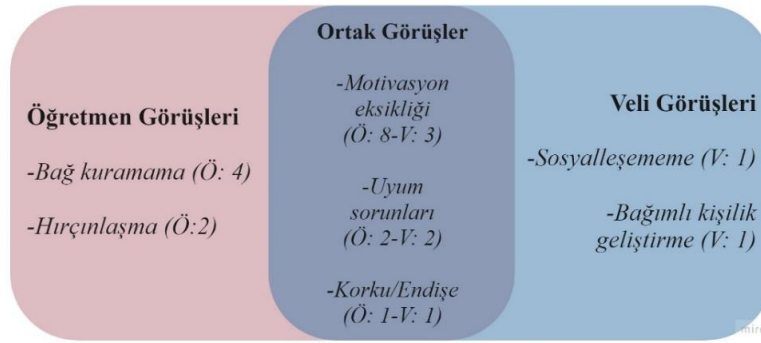 Öğretmen Görüşleri
-Bağ kuramama (Ö: 4)
-Hırçınlaşma (Ö:2)
Ortak Görüşler
-Motivasyon
eksikliği
(Ö: 8-V: 3)
-Uyum
sorunları
(Ö: 2-V: 2)
-Korku/Endişe
(Ö: 1-V: 1)
Veli Görüşleri
-Sosyalleşememe (V: 1)
-Bağımlı kişilik
geliştirme (V: 1)